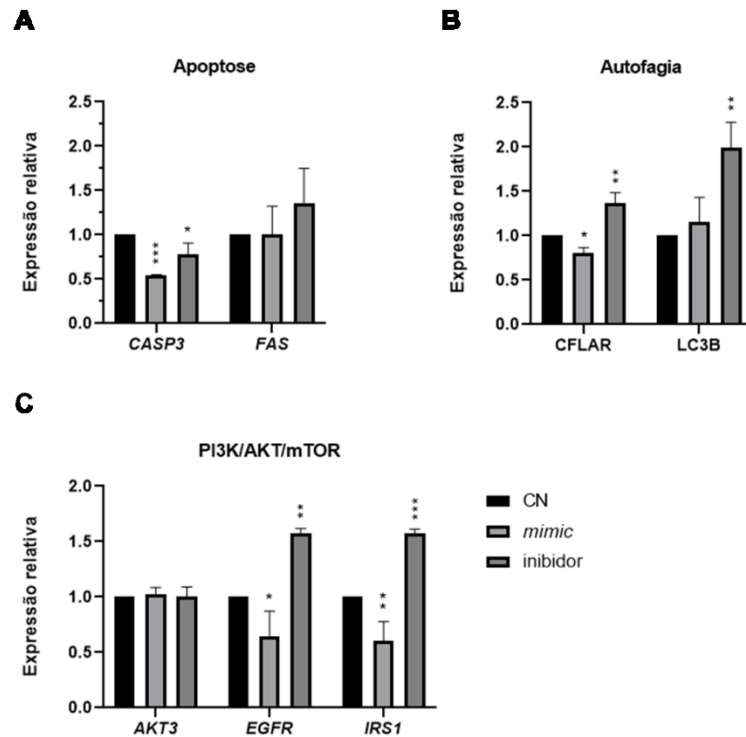 A
Apoptose
Expressão relativa
2.5
2.0
1.5
1.0
0.5
0.0
***
*
CASP3
FAS
B
Autofagia
Expressão relativa
2.5
2.0
1.5
1.0
0.5
0.0
*
**
**
CFLAR
LC3B
C
PI3K/AKT/mTOR
Expressão relativa
2.0
1.5
1.0
0.5
0.0
*
**
**
***
AKT3
EGFR
IRS1
CN
mimic
inibidor